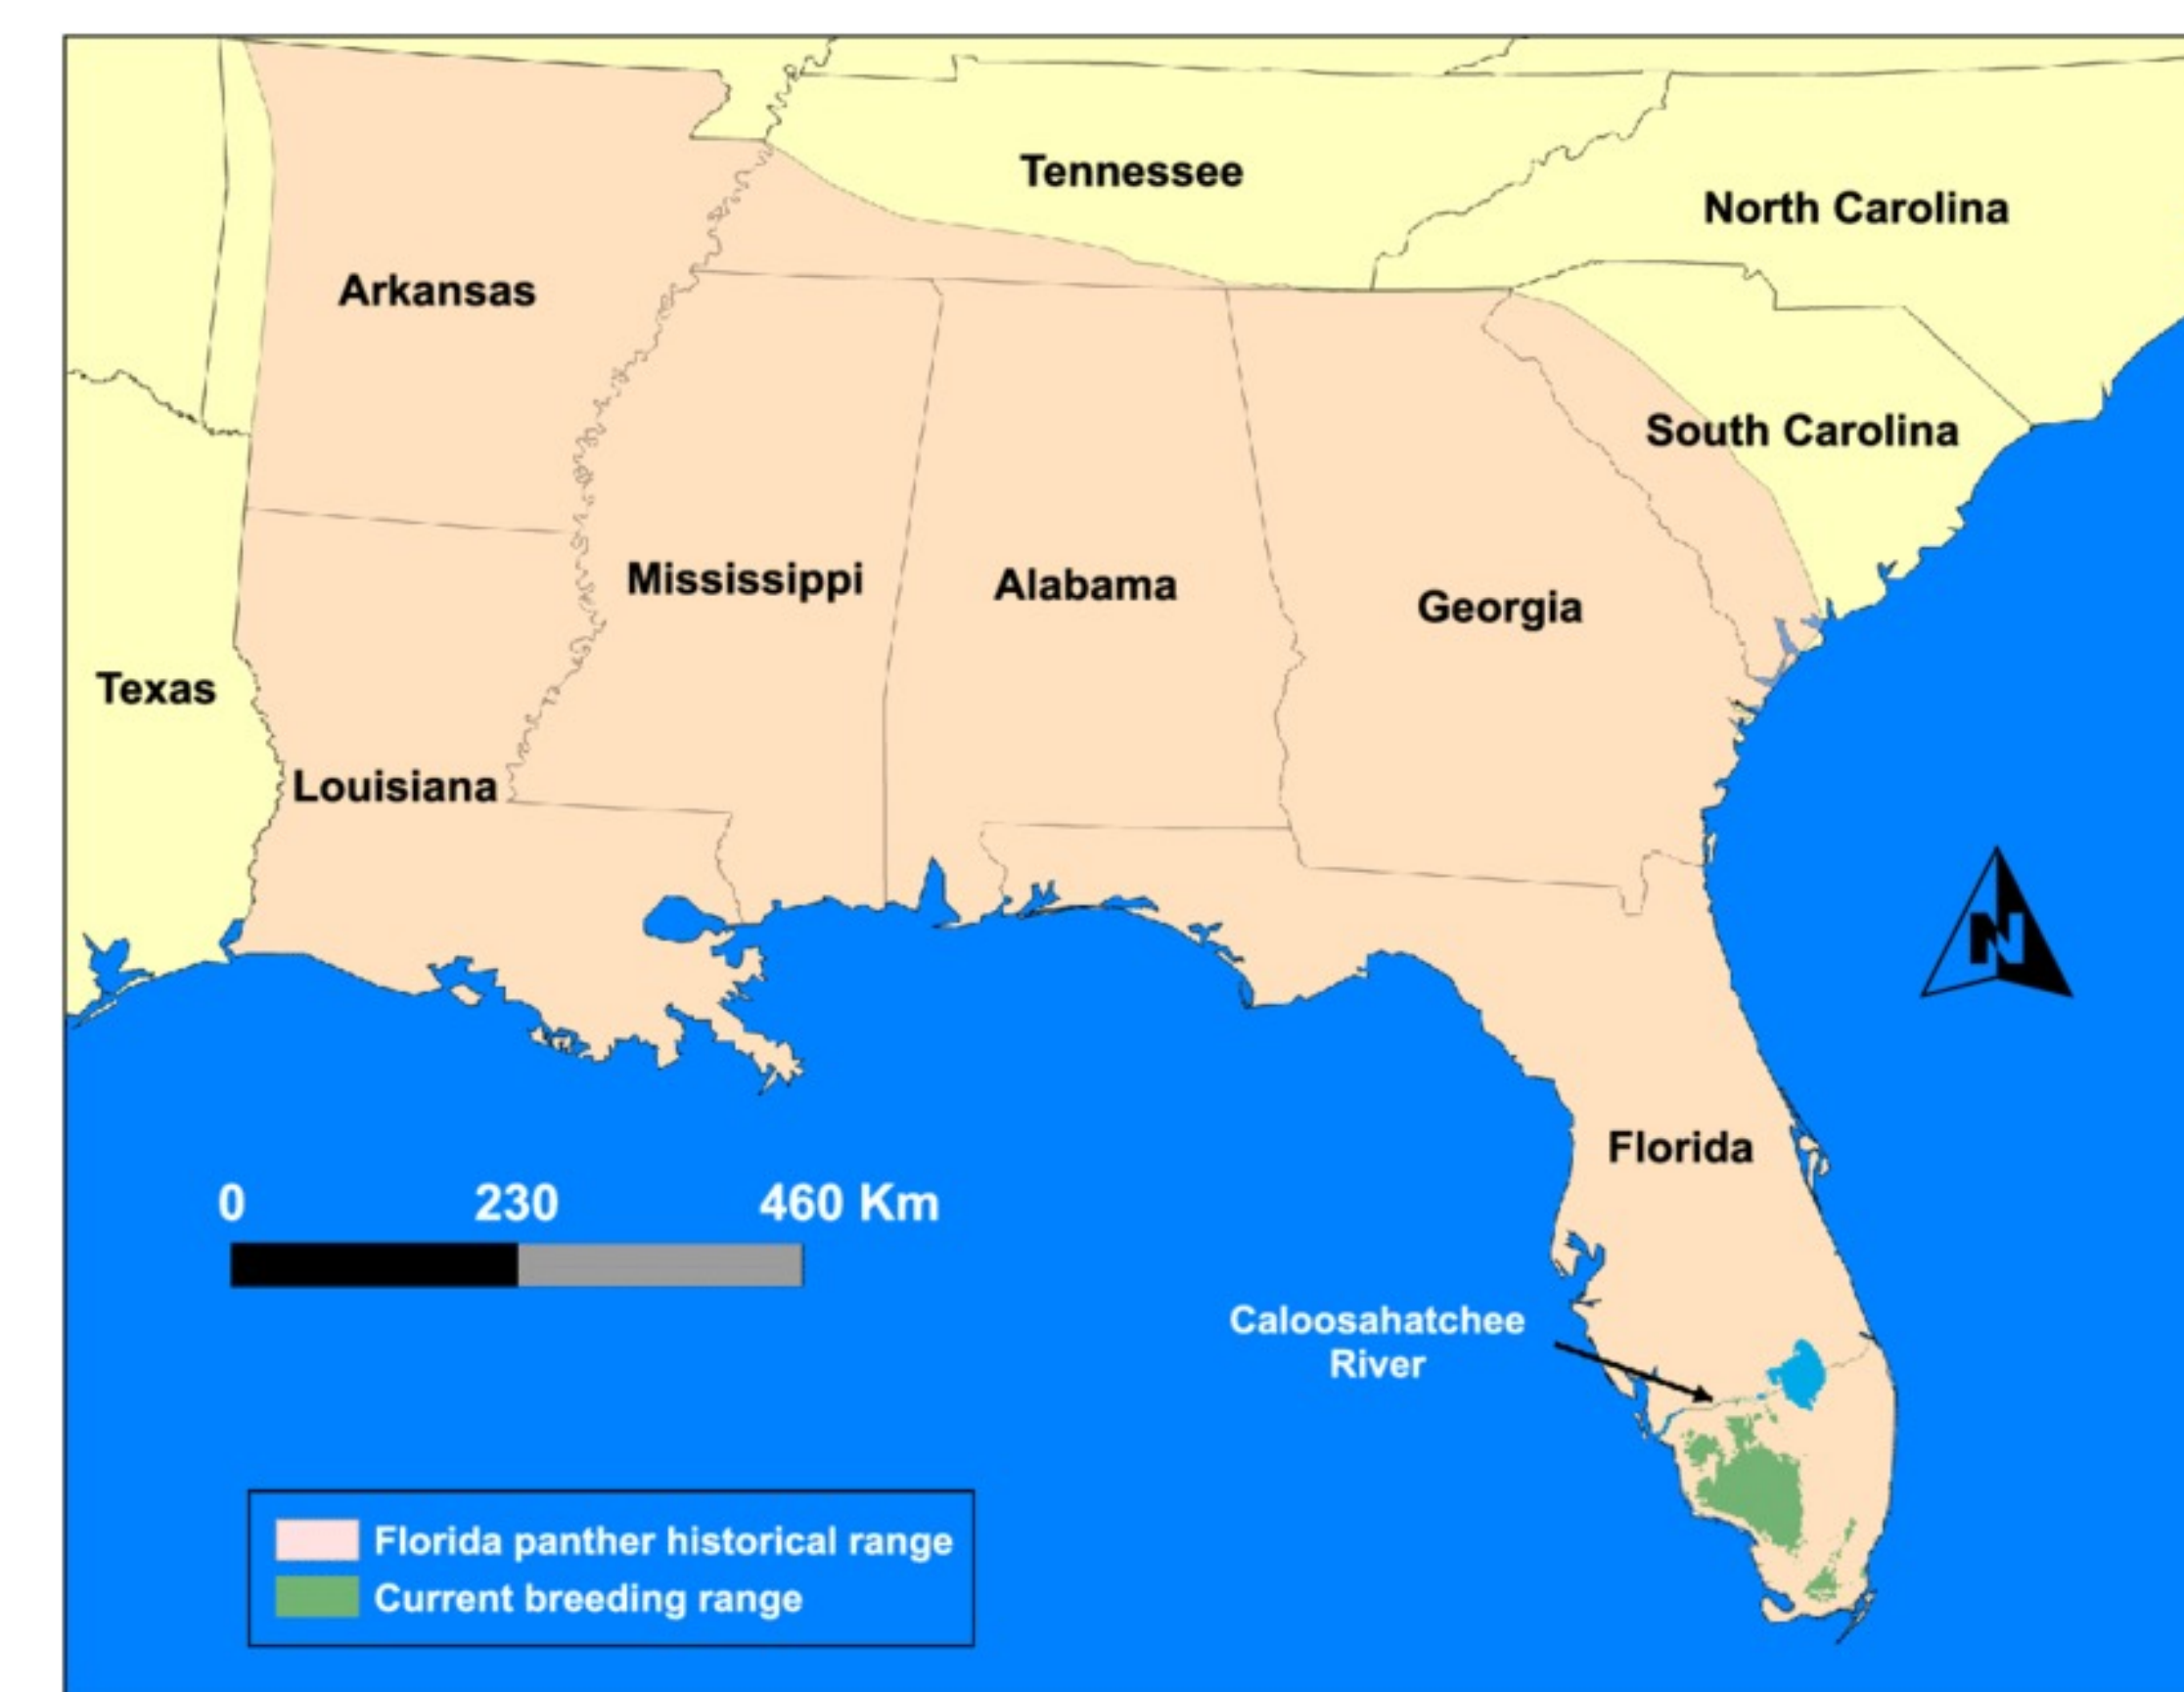 Tennessee
North Carolina
Arkansas
South Carolina
Mississippi
Alabama
Georgia
Texas
Louisiana
N
Florida
0 230 460 Km
Caloosahatchee
River
Florida panther historical range
Current breeding range